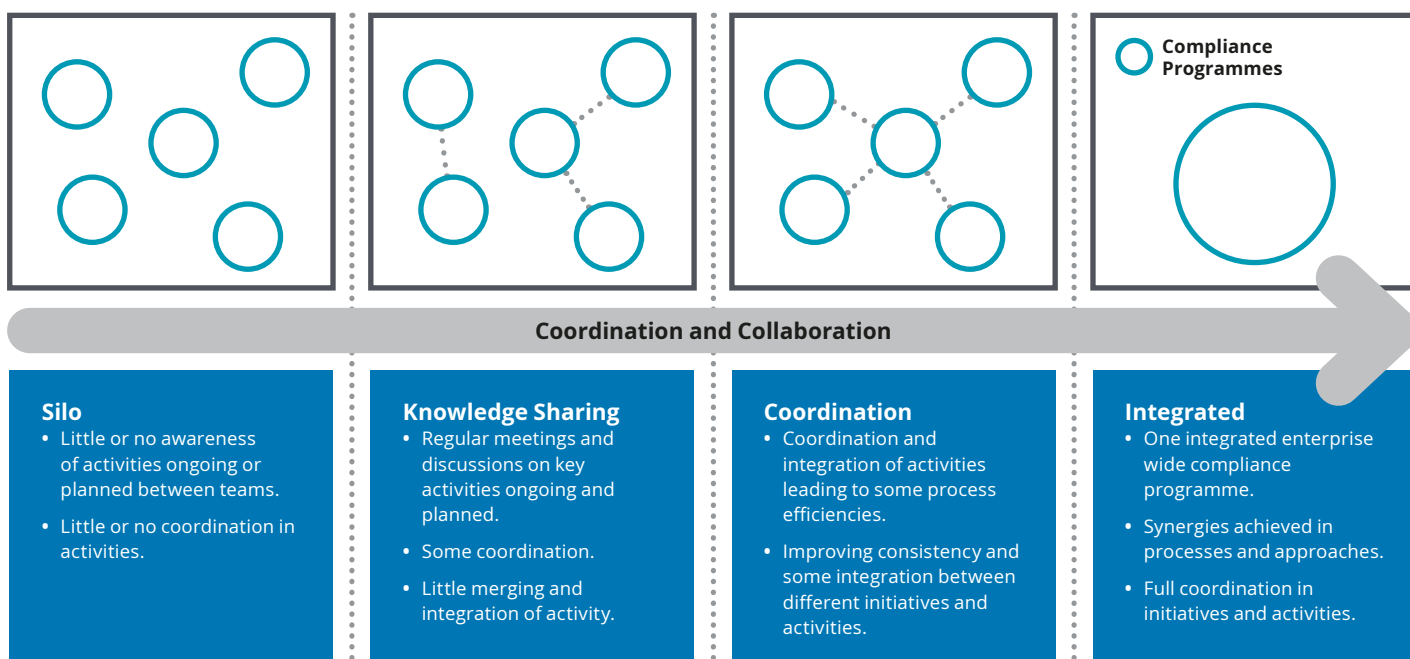 Compliance
Programmes
Coordination and Collaboration
Silo
• Little or no awareness
of activities ongoing or
planned between teams.
• Little or no coordination in
activities.
Knowledge Sharing
• Regular meetings and
discussions on key
activities ongoing and
planned.
• Some coordination.
• Little merging and
integration of activity.
Coordination
• Coordination and
integration of activities
leading to some process
efficiencies.
• Improving consistency and
some integration between
different initiatives and
activities.
Integrated
• One integrated enterprise
wide compliance
programme.
• Synergies achieved in
processes and approaches.
• Full coordination in
initiatives and activities.